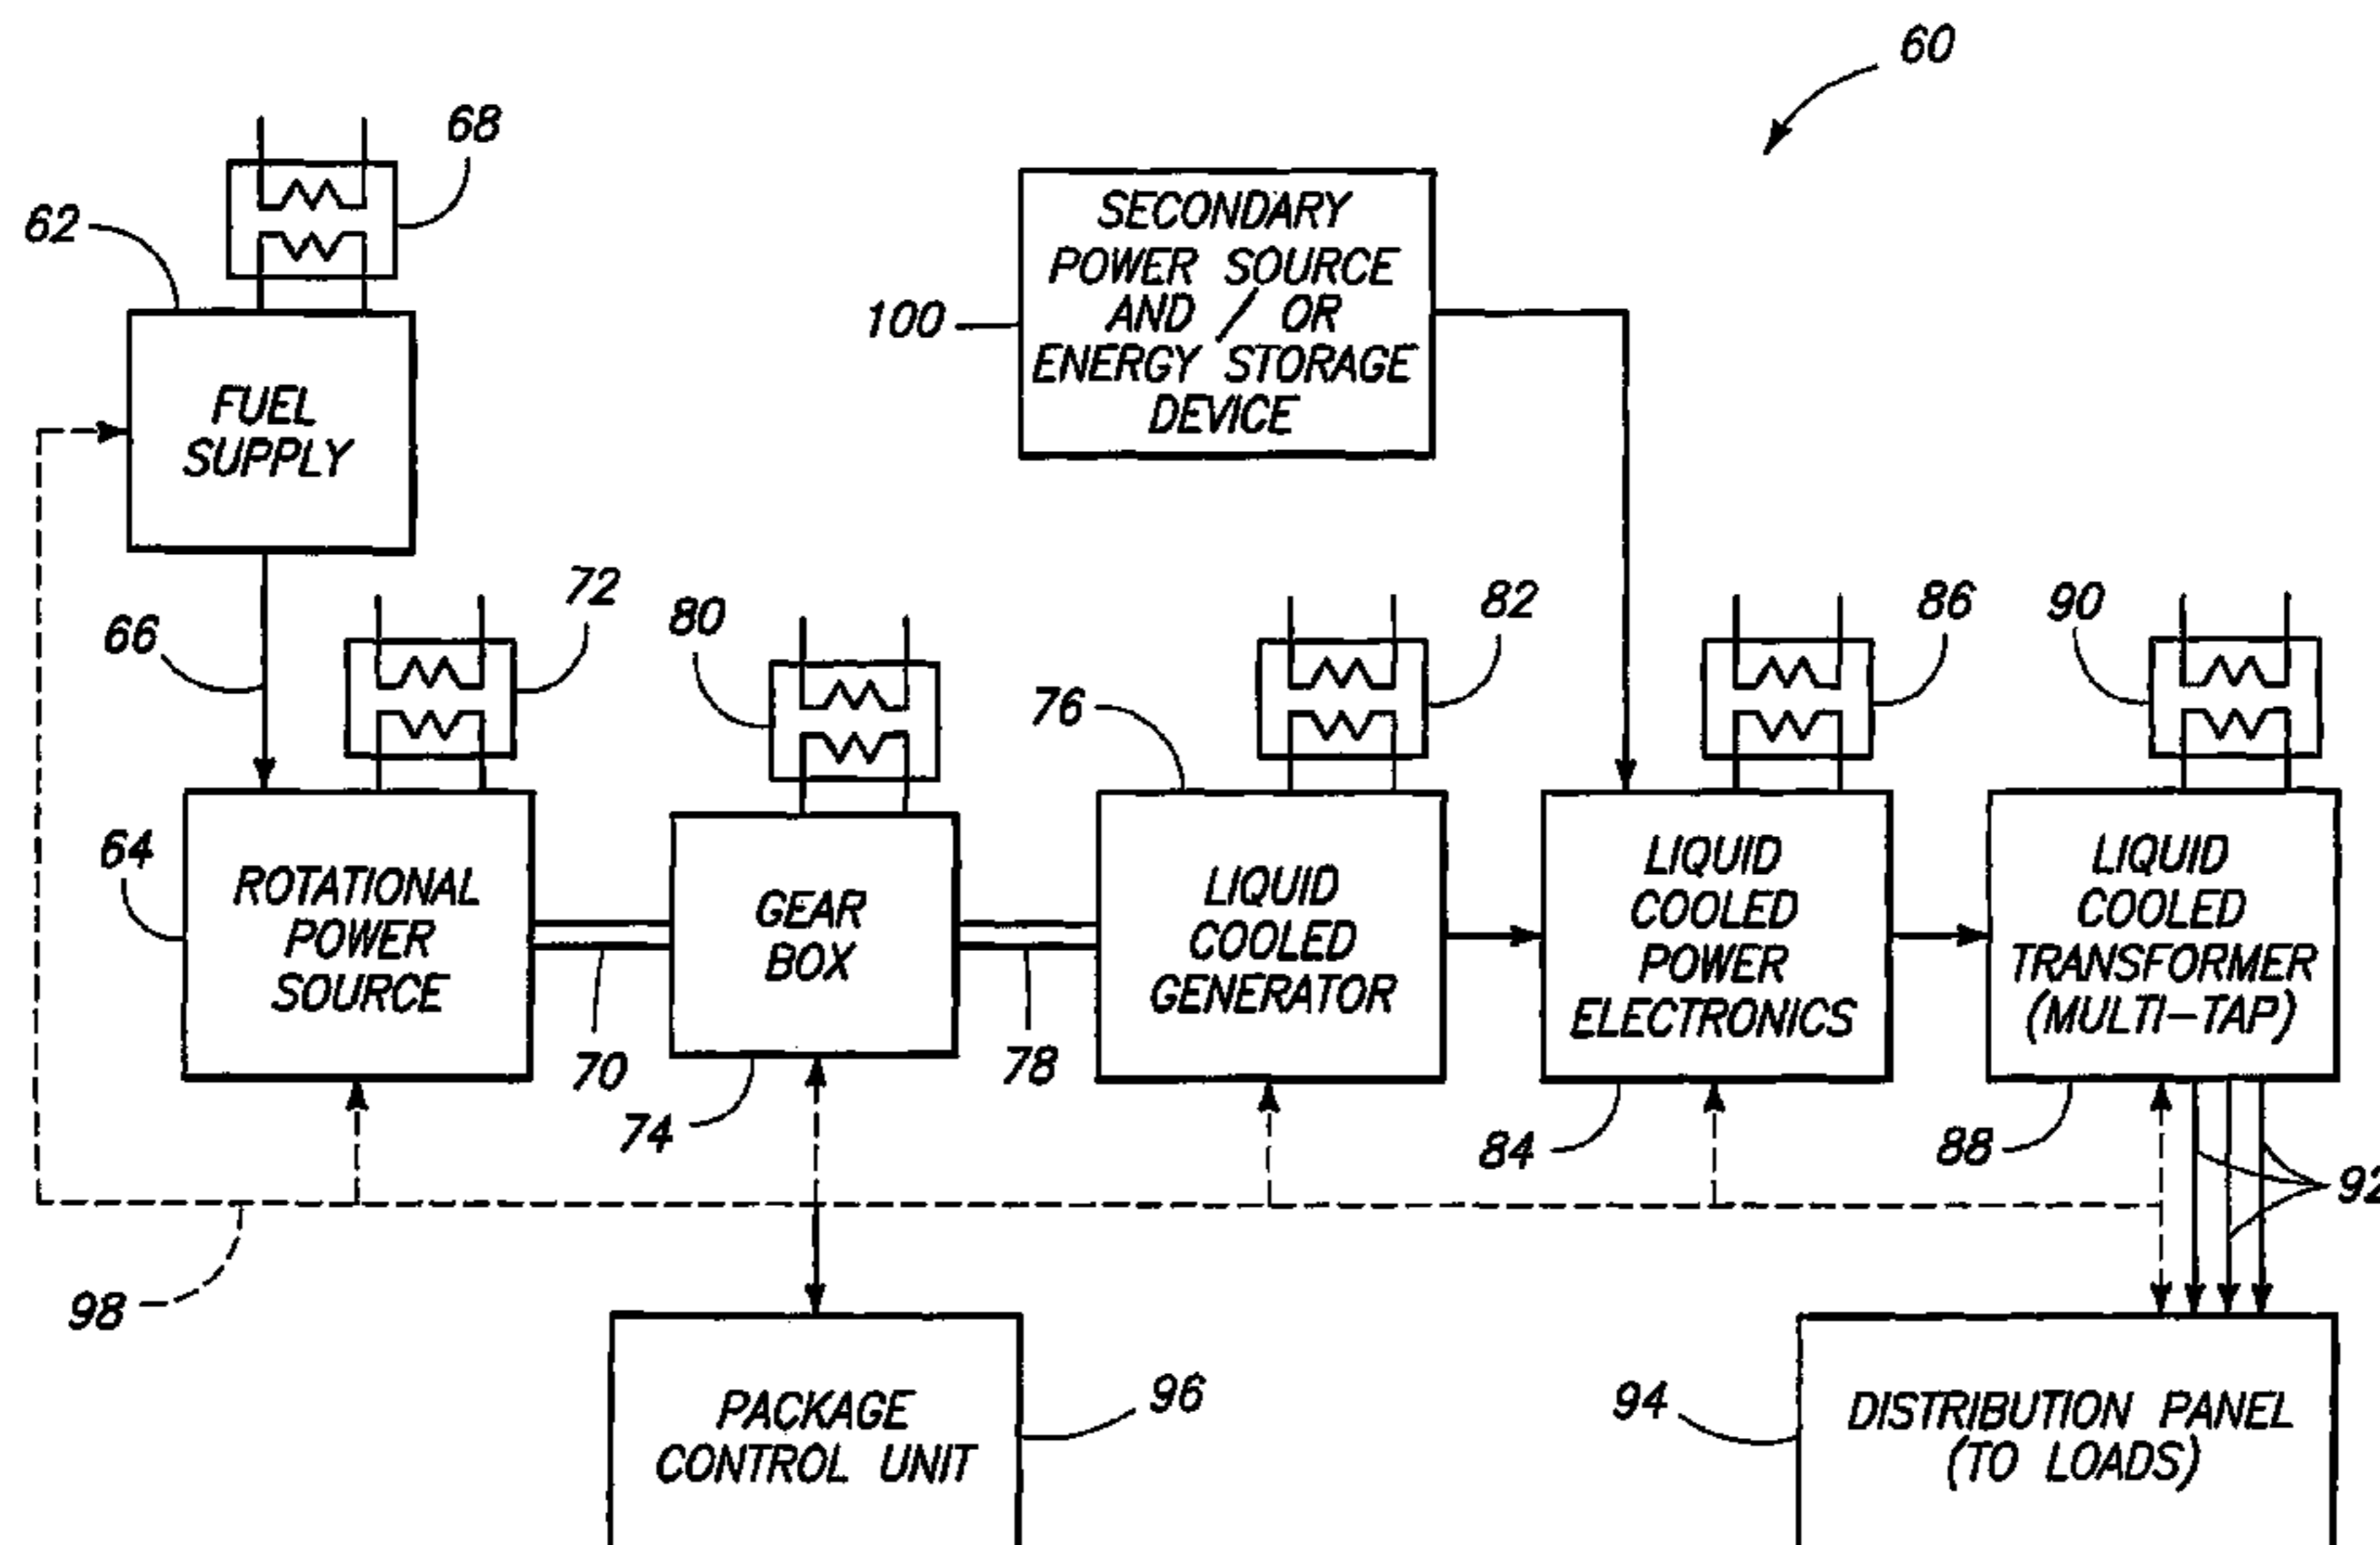 60
68
62
SECONDARY
POWER SOURCE
AND / OR
ENERGY STORAGE
DEVICE
100
FUEL
SUPPLY
66
72
80
76
82
86
90
64
ROTATIONAL
POWER
SOURCE
GEAR
BOX
LIQUID
COOLED
GENERATOR
LIQUID
COOLED
POWER
ELECTRONICS
LIQUID
COOLED
TRANSFORMER
(MULTI-TAP)
70
78
74
84
88
92
98
PACKAGE
CONTROL UNIT
96
94
DISTRIBUTION PANEL
(TO LOADS)